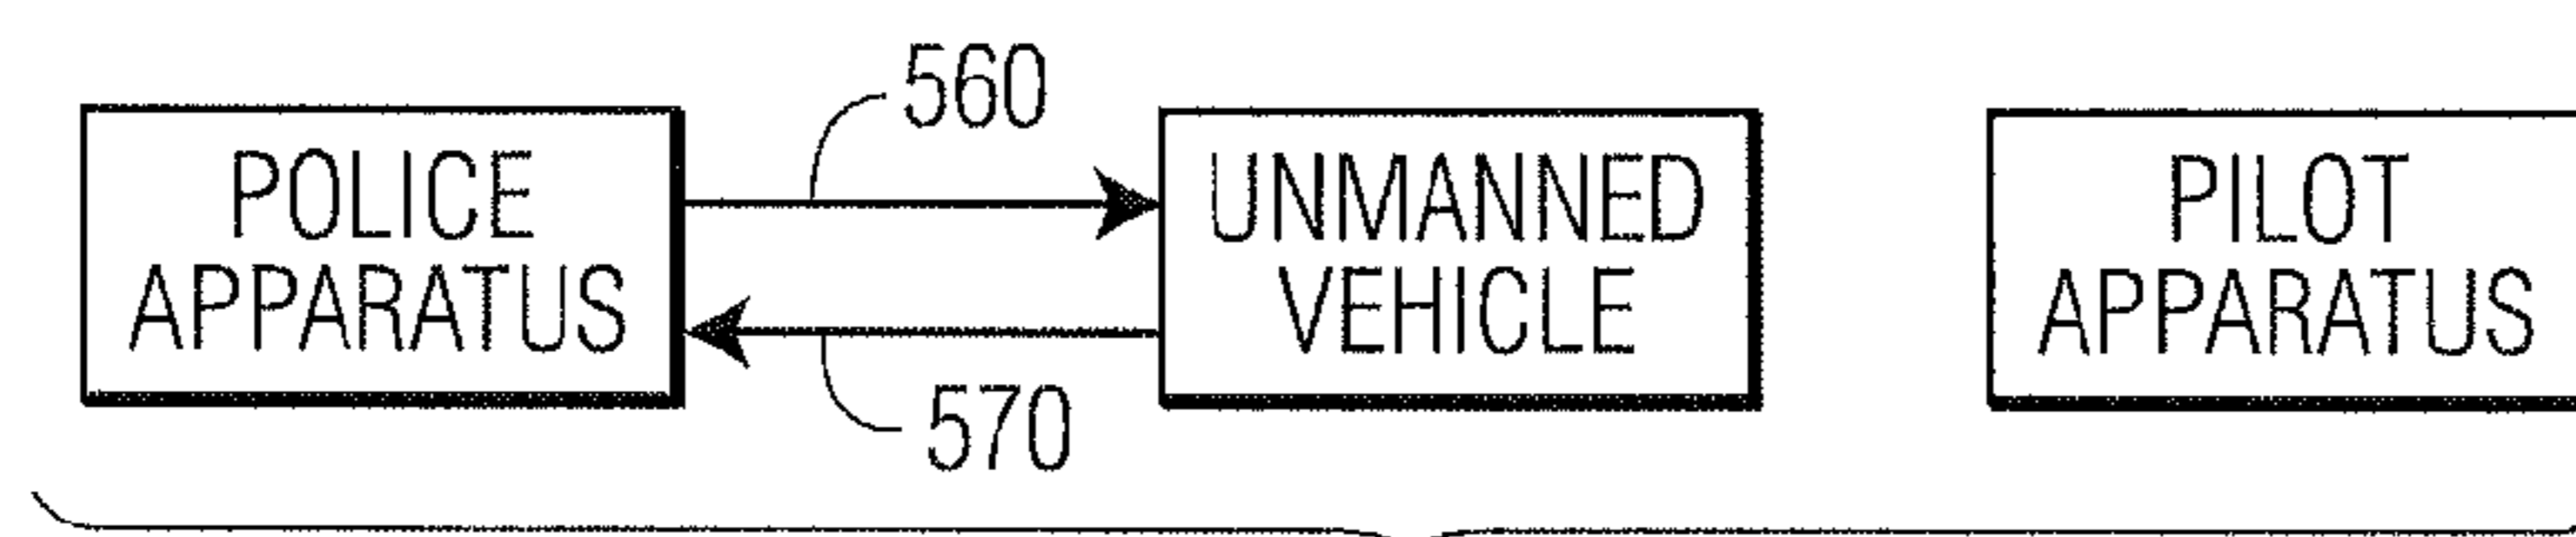 560
POLICE
APPARATUS
UNMANNED
VEHICLE
PILOT
APPARATUS
570